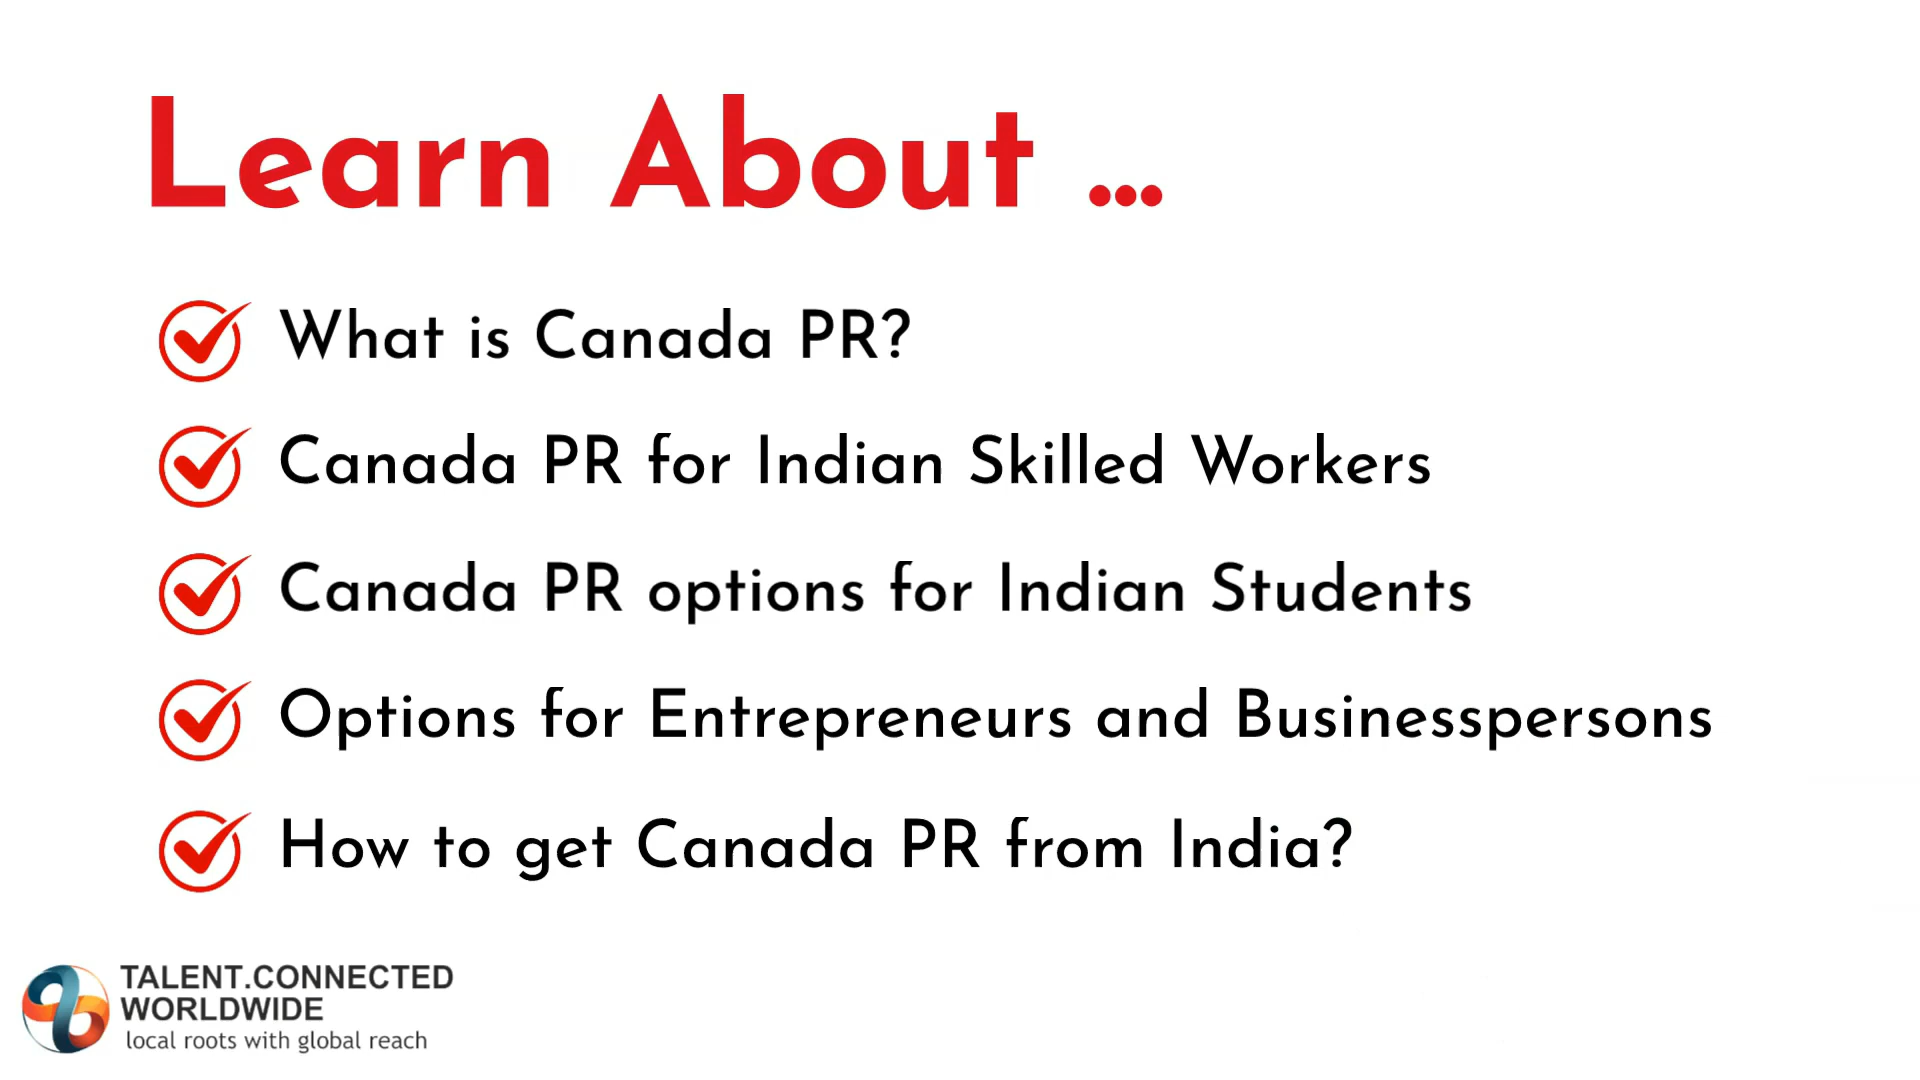 Learn About ...
What is Canada PR?
Canada PR for Indian Skilled Workers
Canada PR options for Indian Students
Options for Entrepreneurs and Businesspersons
How to get Canada PR from India?
TALENT.CONNECTED
WORLDWIDE
local roots with global reach